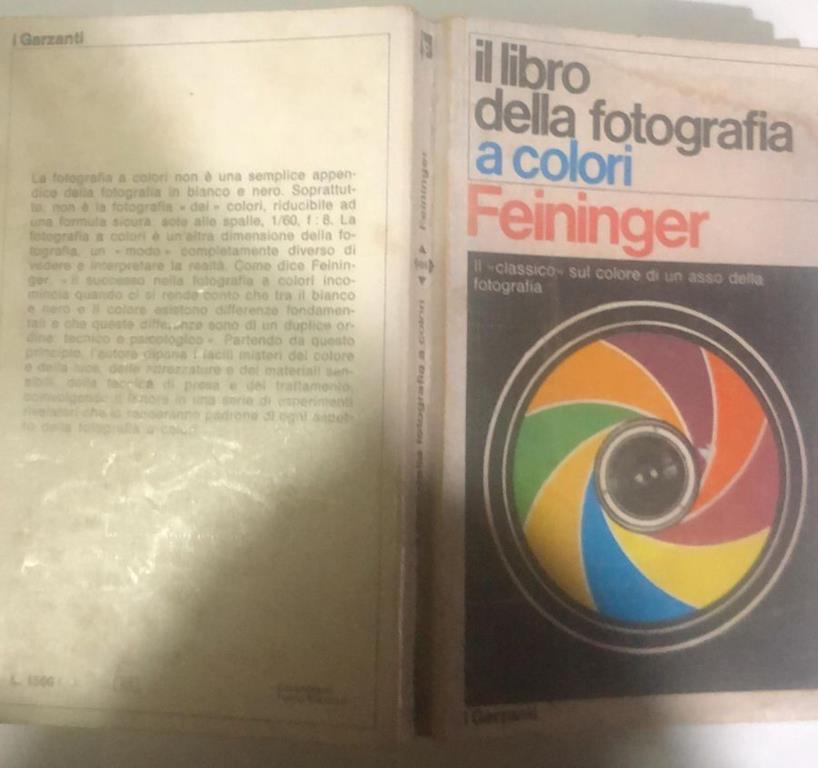 i Garzanti
La fotografia a colori non è una semplice appen-
dice della fotografia in bianco e nero. Soprattut-
to, non è la fotografia « dei » colori, riducibile ad
una formula sicura: sole alle spalle, 1/60, f : 8. La
fotografia a colori è un'altra dimensione della fo-
tografia, un « modo » completamente diverso di
vedere e interpretare la realtà. Come dice Feinin-
ger, « il successo nella fotografia a colori inco-
mincia quando ci si rende conto che tra il bianco
e nero e il colore esistono differenze fondamen-
tali e che queste differenze sono di un duplice or-
dine: tecnico e psicologico ». Partendo da questo
principio, l'autore dipana i facili misteri del colore
e della luce, delle attrezzature e dei materiali sen-
sibili, della tecnica di presa e del trattamento,
coinvolgendo il lettore in una serie di esperimenti
rivelatori che lo renderanno padrone di ogni aspet-
to della fotografia a colori.
L. 1500
Feininger
fotografia a colori
il libro
della fotografia
a colori
Feininger
Il «classico» sul colore di un asso della
fotografia
i Garzanti